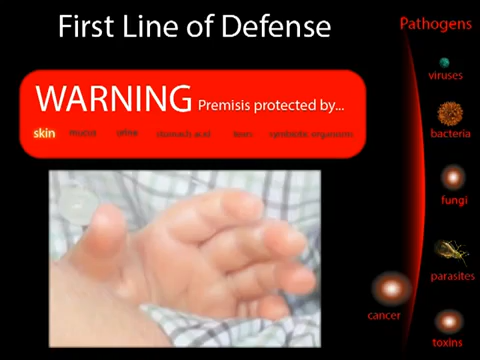 First Line of Defense
Pathogens
WARNING Premisis protected by...
skin mucus urine stomach acid tears symbiotic organisms
viruses
bacteria
fungi
parasites
cancer
toxins